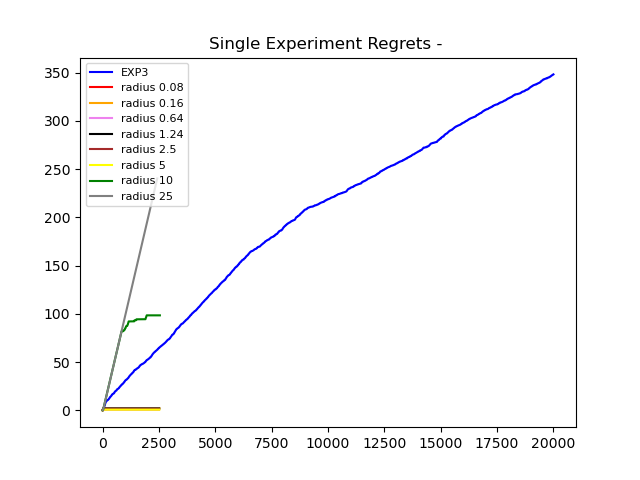 Single Experiment Regrets -
EXP3
radius 0.08
radius 0.16
radius 0.64
radius 1.24
radius 2.5
radius 5
radius 10
radius 25
350
300
250
200
150
100
50
0
0 2500 5000 7500 10000 12500 15000 17500 20000